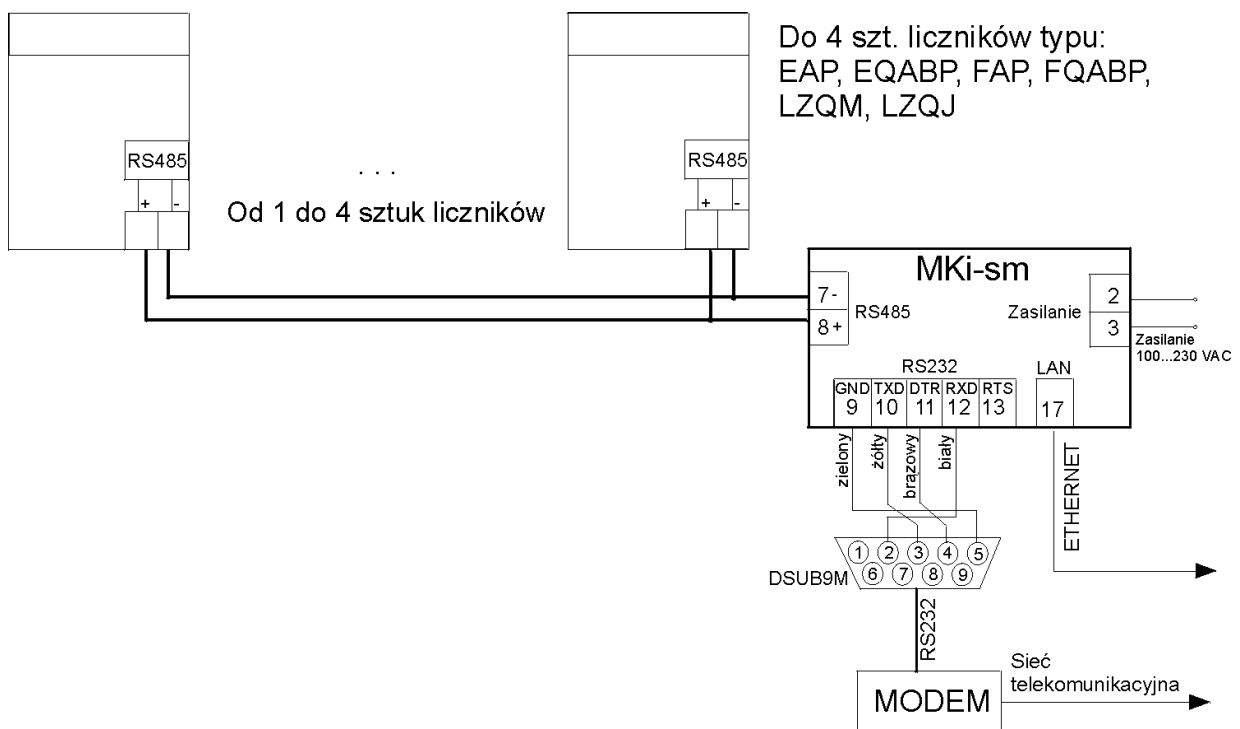 Do 4 szt. liczników typu:
EAP, EQABP, FAP, FQABP,
LZQM, LZQJ
RS485
+ -
. . .
Od 1 do 4 sztuk liczników
RS485
+ -
MKi-sm
7-
8+
RS485
Zasilanie
2
3
Zasilanie
100...230 VAC
RS232
GND TXD DTR RXD RTS
9 10 11 12 13
LAN
17
zielony
żółty
brązowy
biały
ETHERNET
1 2 3 4 5
6 7 8 9
DSUB9M
RS232
MODEM
Sieć
telekomunikacyjna